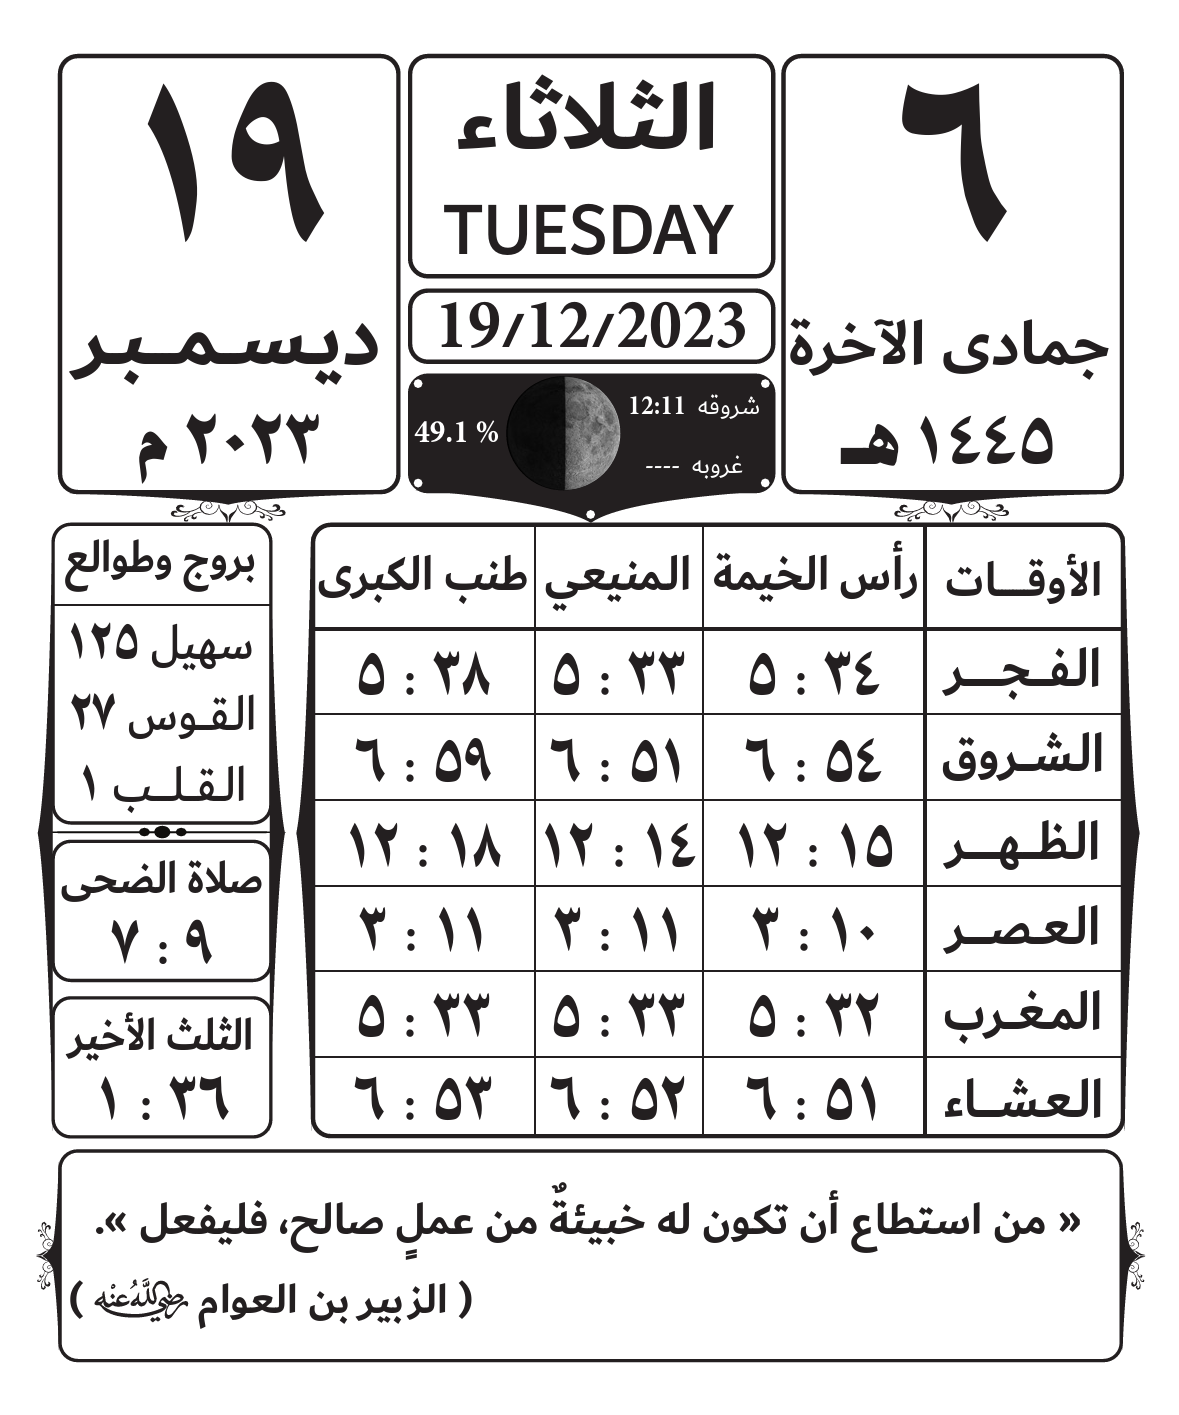 ٦
جمادى الآخرة
١٤٤٥ هـ
الثلاثاء
TUESDAY
19/12/2023
شروقه 12:11
غروبه ----
49.1 %
١٩
ديسمبر
٢٠٢٣ م
الأوقات رأس الخيمة المنيعي طنب الكبرى
الفجر ٣٤ : ٥ ٣٣ : ٥ ٣٨ : ٥
الشروق ٥٤ : ٦ ٥١ : ٦ ٥٩ : ٦
الظهر ١٥ : ١٢ ١٤ : ١٢ ١٨ : ١٢
العصر ١٠ : ٣ ١١ : ٣ ١١ : ٣
المغرب ٣٢ : ٥ ٣٣ : ٥ ٣٣ : ٥
العشاء ٥١ : ٦ ٥٢ : ٦ ٥٣ : ٦
بروج وطوالع
سهيل ١٢٥
القوس ٢٧
القلب ١
صلاة الضحى
٩ : ٧
الثلث الأخير
٣٦ : ١
« من استطاع أن تكون له خبيئةٌ من عملٍ صالح، فليفعل ».
( الزبير بن العوام رضي الله عنه )